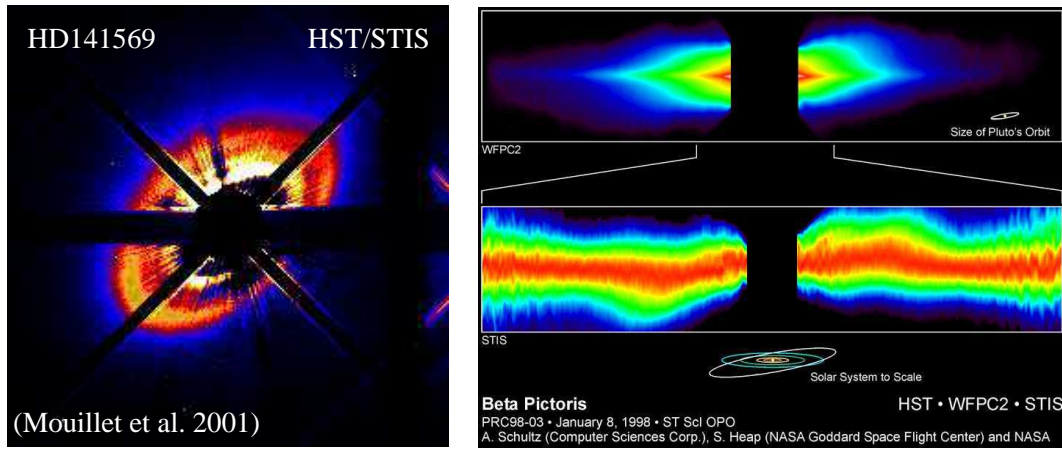 HD141569 HST/STIS
(Mouillet et al. 2001)
Size of Pluto's Orbit
WFPC2
STIS
Solar System to Scale
Beta Pictoris HST • WFPC2 • STIS
PRC98-03 • January 8, 1998 • ST ScI OPO
A. Schultz (Computer Sciences Corp.), S. Heap (NASA Goddard Space Flight Center) and NASA